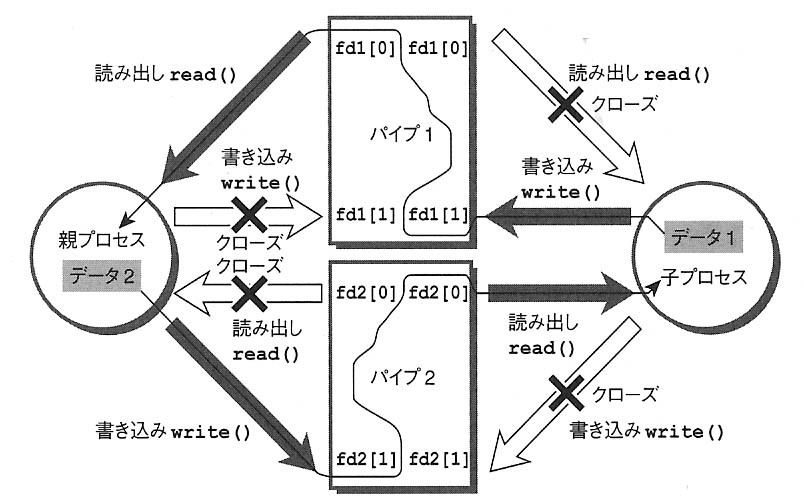 fd1[0] fd1[0]
読み出し read()
読み出し read()
クローズ
パイプ1
書き込み
write()
書き込み
write()
fd1[1] fd1[1]
クローズ
親プロセス
データ2
データ1
子プロセス
クローズ
fd2[0] fd2[0]
読み出し
read()
読み出し
read()
パイプ2
クローズ
書き込み write()
書き込み write()
fd2[1] fd2[1]